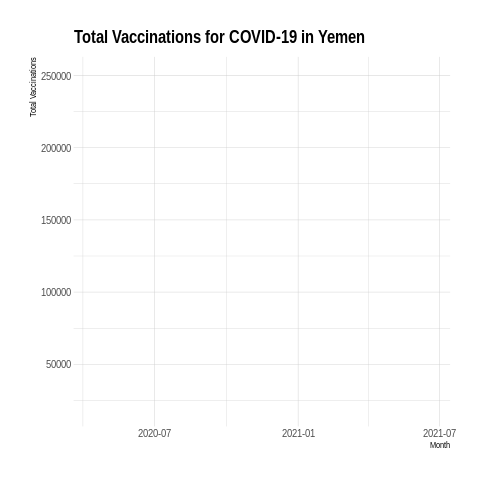 Total Vaccinations for COVID-19 in Yemen
Total Vaccinations
250000
200000
150000
100000
50000
2020-07 2021-01 2021-07
Month